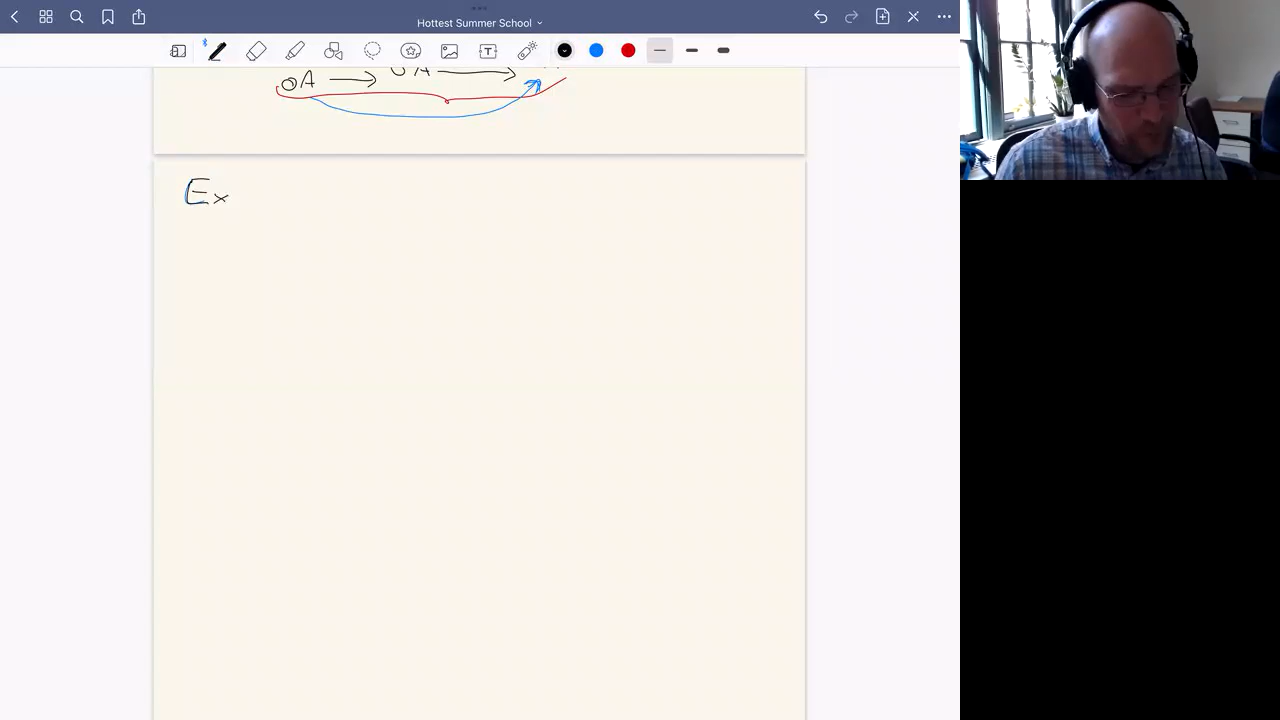 Hottest Summer School
○A → ○A →
Ex